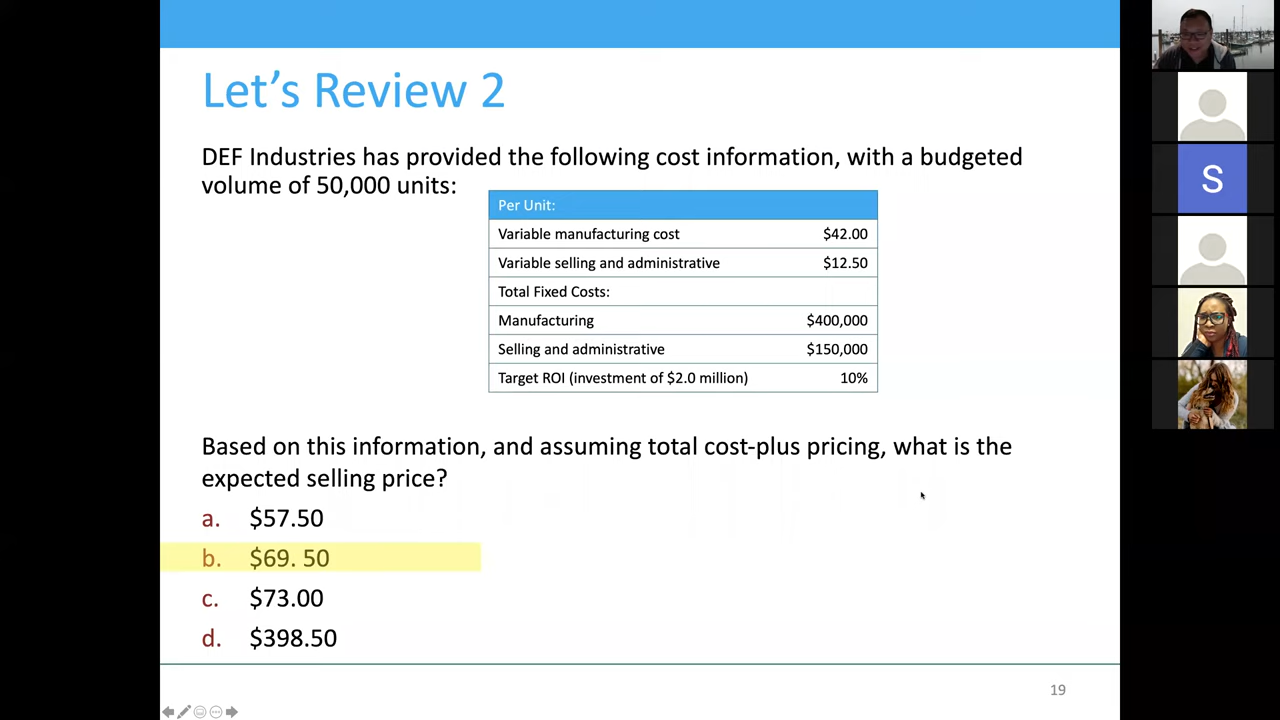 Let’s Review 2
DEF Industries has provided the following cost information, with a budgeted
volume of 50,000 units:
Per Unit:
Variable manufacturing cost $42.00
Variable selling and administrative $12.50
Total Fixed Costs:
Manufacturing $400,000
Selling and administrative $150,000
Target ROI (investment of $2.0 million) 10%
Based on this information, and assuming total cost-plus pricing, what is the
expected selling price?
a. $57.50
b. $69. 50
c. $73.00
d. $398.50
19
S